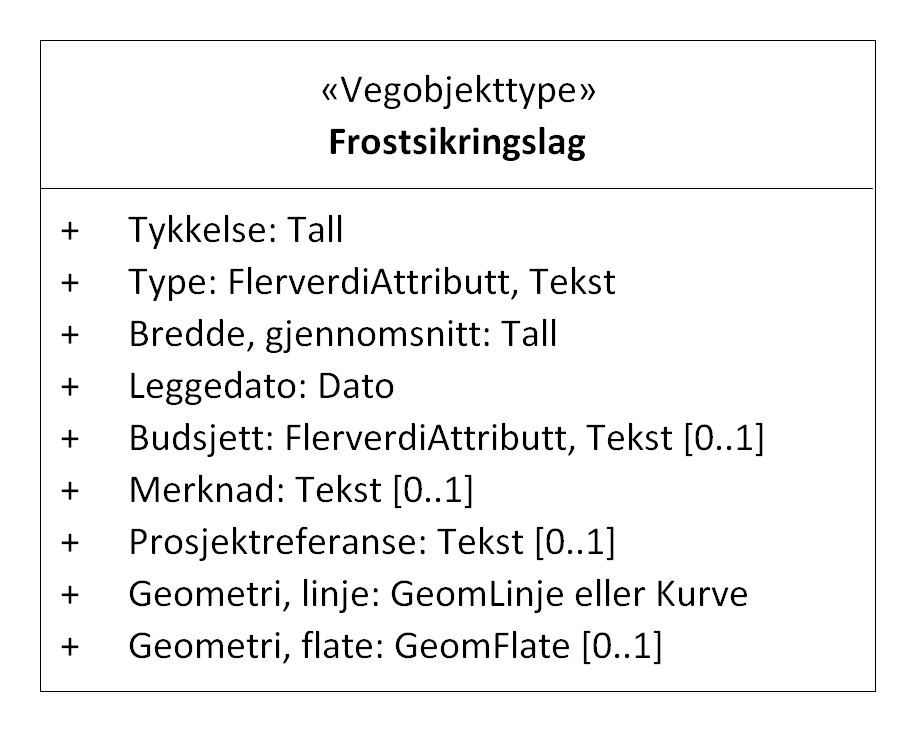 «Vegobjekttype»
Frostsikringslag
+ Tykkelse: Tall
+ Type: FlerverdiAttributt, Tekst
+ Bredde, gjennomsnitt: Tall
+ Leggedato: Dato
+ Budsjett: FlerverdiAttributt, Tekst [0..1]
+ Merknad: Tekst [0..1]
+ Prosjektreferanse: Tekst [0..1]
+ Geometri, linje: GeomLinje eller Kurve
+ Geometri, flate: GeomFlate [0..1]